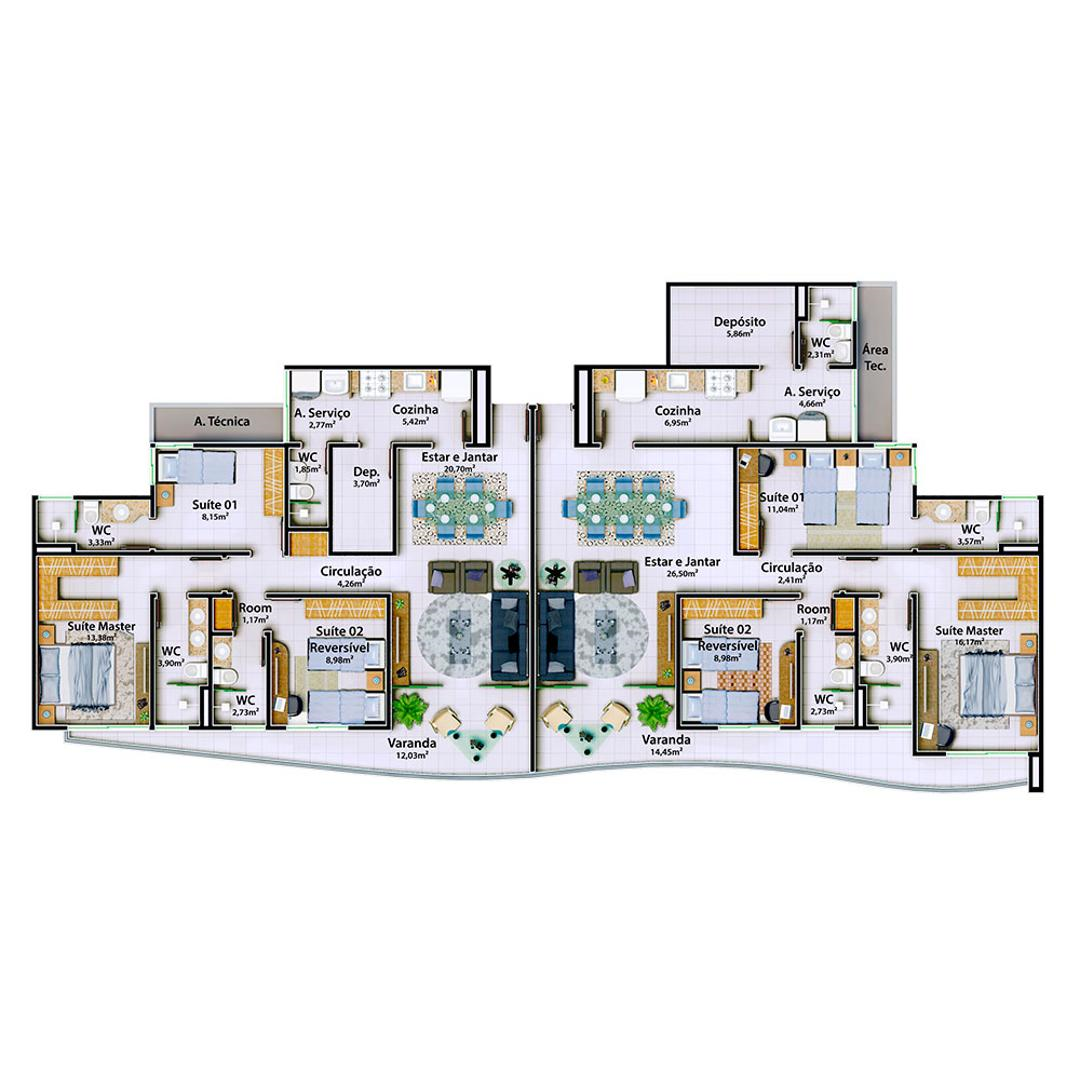 Depósito
5,86m²
WC
2,31m²
Área
Tec.
A. Serviço
4,66m²
Cozinha
6,95m²
A. Técnica
A. Serviço
2,77m²
Cozinha
5,42m²
Estar e Jantar
20,70m²
WC
1,85m²
Dep.
3,70m²
Suíte 01
8,15m²
WC
3,33m²
Circulação
4,26m²
Suíte Master
13,38m²
WC
3,90m²
Room
1,17m²
WC
2,73m²
Suíte 02
Reversível
8,98m²
Varanda
12,03m²
Suíte 01
11,04m²
WC
3,57m²
Estar e Jantar
26,50m²
Circulação
2,41m²
Suíte 02
Reversível
8,98m²
Room
1,17m²
WC
2,73m²
WC
3,90m²
Suíte Master
16,17m²
Varanda
14,45m²